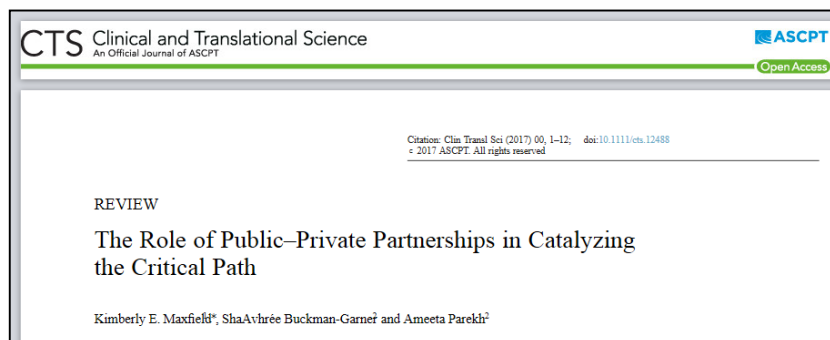 CTS Clinical and Translational Science
An Official Journal of ASCPT
ASCPT
Open Access
Citation: Clin Transl Sci (2017) 00, 1–12; doi:10.1111/cts.12488
© 2017 ASCPT. All rights reserved
REVIEW
The Role of Public–Private Partnerships in Catalyzing
the Critical Path
Kimberly E. Maxfield¹*, ShaAvhrée Buckman-Garner² and Ameeta Parekh²